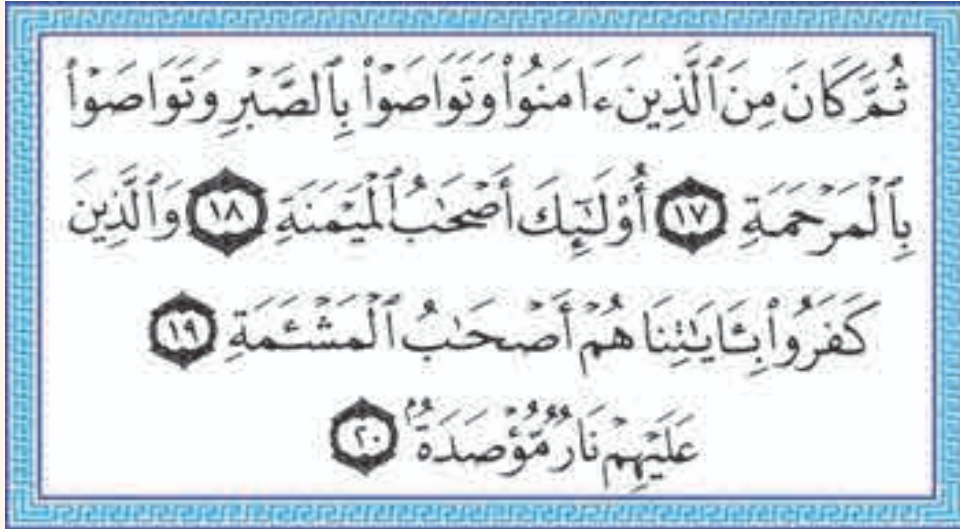 ثُمَّ كَانَ مِنَ ٱلَّذِينَ ءَامَنُوا۟ وَتَوَاصَوْا۟ بِٱلصَّبْرِ وَتَوَاصَوْا۟
بِٱلْمَرْحَمَةِ ١٧ أُو۟لَـٰٓئِكَ أَصْحَـٰبُ ٱلْمَيْمَنَةِ ١٨ وَٱلَّذِينَ
كَفَرُوا۟ بِـَٔايَـٰتِنَا هُمْ أَصْحَـٰبُ ٱلْمَشْـَٔمَةِ ١٩
عَلَيْهِمْ نَارٌ مُّؤْصَدَةٌۢ ٢٠